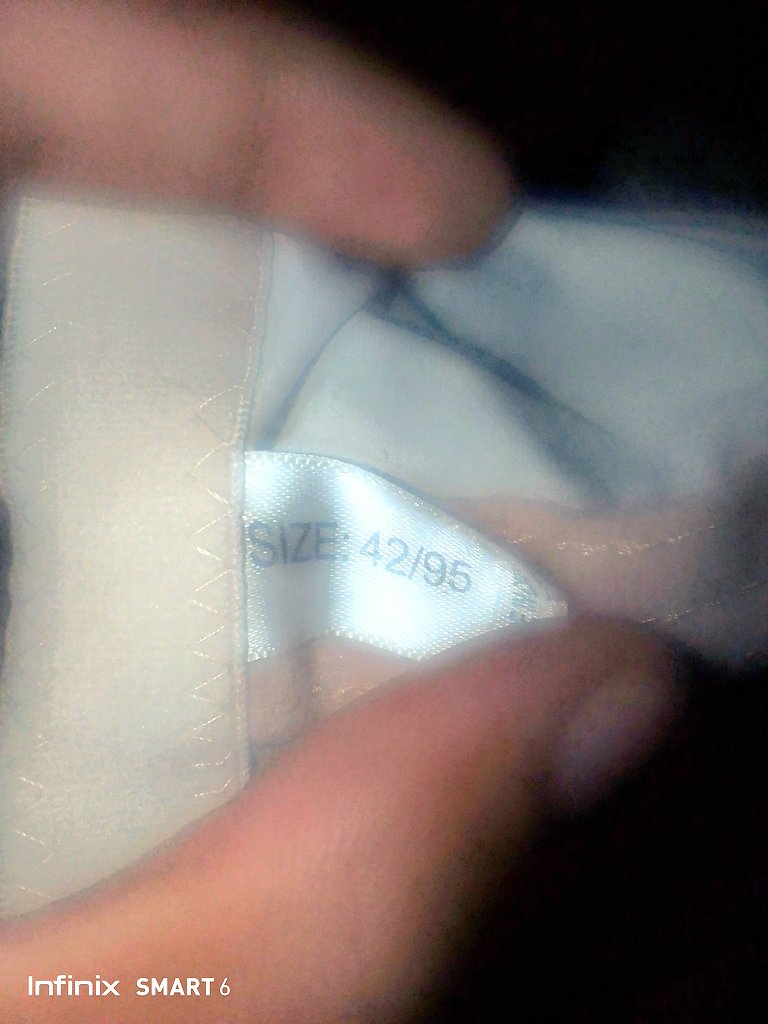 SIZE: 42/95
Infinix SMART 6